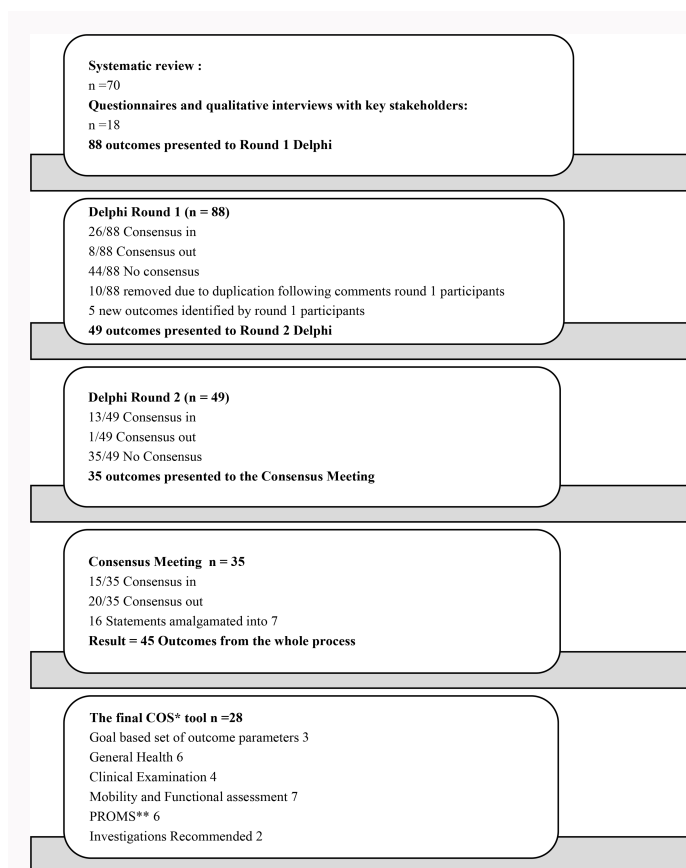 Systematic review :
n =70
Questionnaires and qualitative interviews with key stakeholders:
n =18
88 outcomes presented to Round 1 Delphi
Delphi Round 1 (n = 88)
26/88 Consensus in
8/88 Consensus out
44/88 No consensus
10/88 removed due to duplication following comments round 1 participants
5 new outcomes identified by round 1 participants
49 outcomes presented to Round 2 Delphi
Delphi Round 2 (n = 49)
13/49 Consensus in
1/49 Consensus out
35/49 No Consensus
35 outcomes presented to the Consensus Meeting
Consensus Meeting n = 35
15/35 Consensus in
20/35 Consensus out
16 Statements amalgamated into 7
Result = 45 Outcomes from the whole process
The final COS* tool n =28
Goal based set of outcome parameters 3
General Health 6
Clinical Examination 4
Mobility and Functional assessment 7
PROMS** 6
Investigations Recommended 2